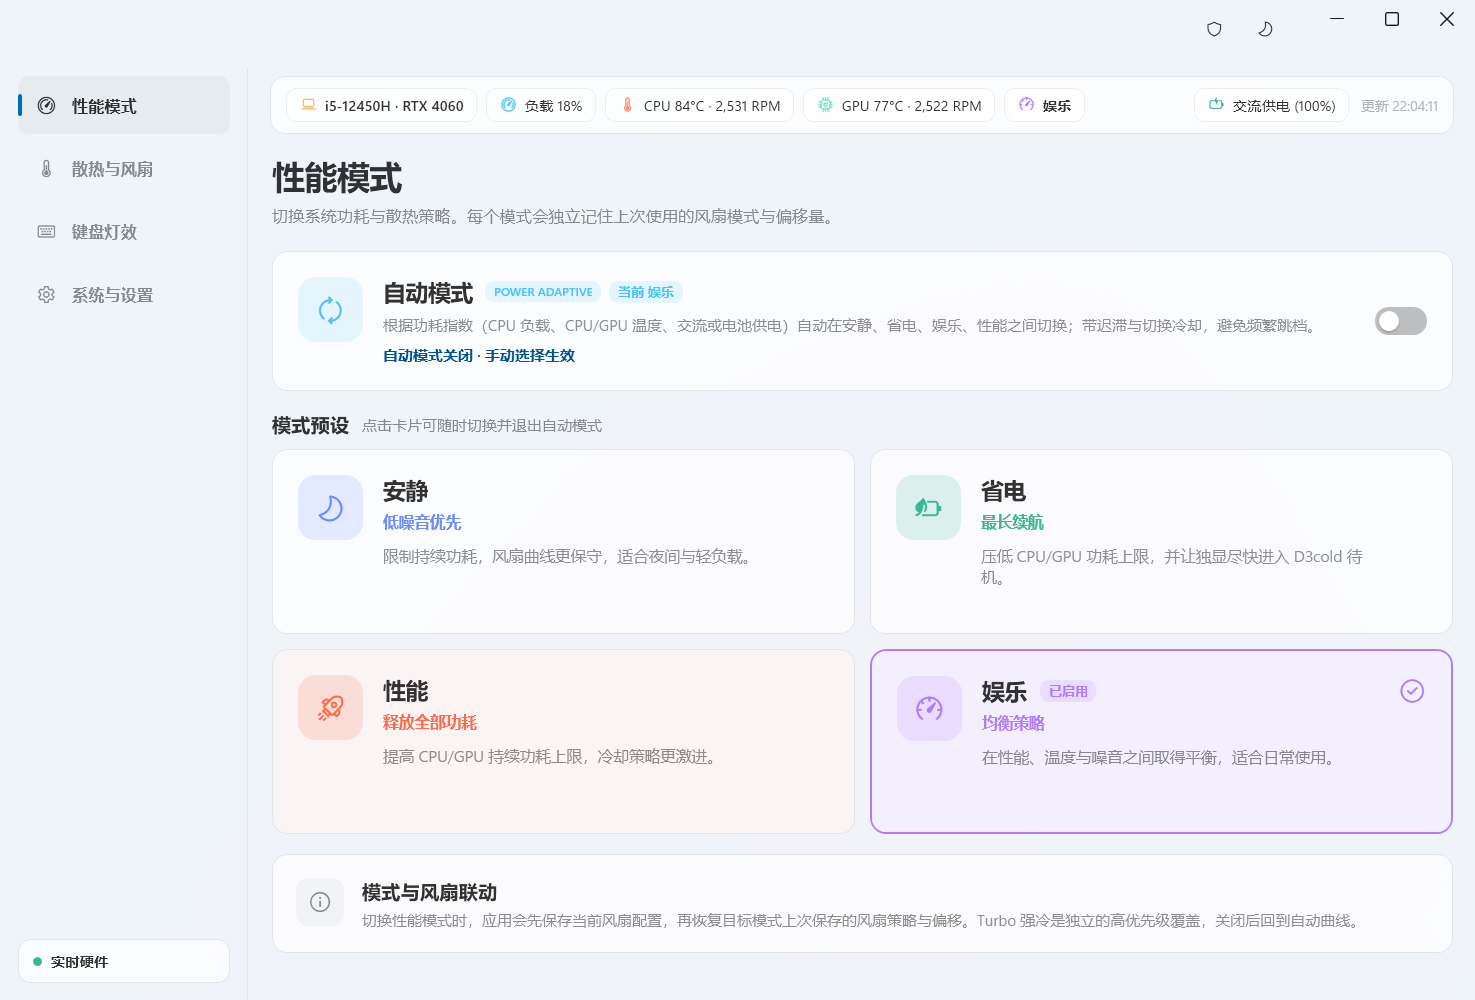 性能模式
散热与风扇
键盘灯效
系统与设置
实时硬件
i5-12450H · RTX 4060
负载 18%
CPU 84°C · 2,531 RPM
GPU 77°C · 2,522 RPM
娱乐
交流供电 (100%)
更新 22:04:11
性能模式
切换系统功耗与散热策略。每个模式会独立记住上次使用的风扇模式与偏移量。
自动模式 POWER ADAPTIVE 当前 娱乐
根据功耗指数（CPU 负载、CPU/GPU 温度、交流或电池供电）自动在安静、省电、娱乐、性能之间切换；带迟滞与切换冷却，避免频繁跳档。
自动模式关闭 · 手动选择生效
模式预设 点击卡片可随时切换并退出自动模式
安静
低噪音优先
限制持续功耗，风扇曲线更保守，适合夜间与轻负载。
省电
最长续航
压低 CPU/GPU 功耗上限，并让独显尽快进入 D3cold 待
机。
性能
释放全部功耗
提高 CPU/GPU 持续功耗上限，冷却策略更激进。
娱乐 已启用
均衡策略
在性能、温度与噪音之间取得平衡，适合日常使用。
模式与风扇联动
切换性能模式时，应用会先保存当前风扇配置，再恢复目标模式上次保存的风扇策略与偏移。Turbo 强冷是独立的高优先级覆盖，关闭后回到自动曲线。